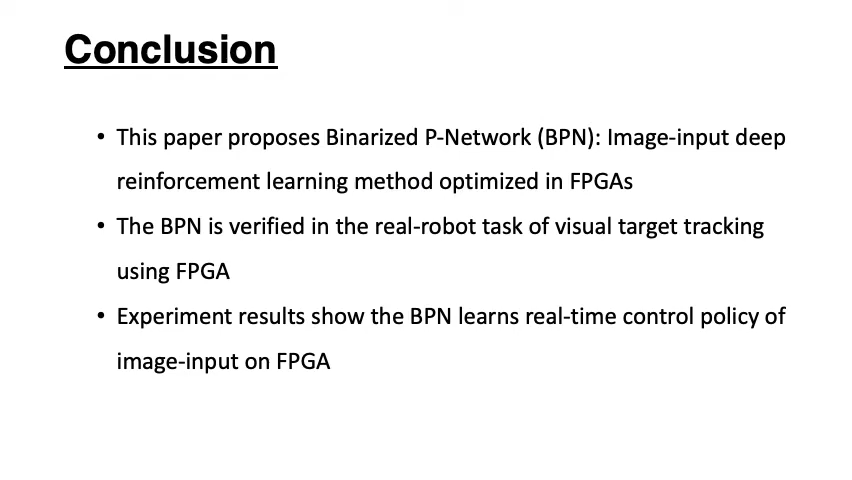 Conclusion
• This paper proposes Binarized P-Network (BPN): Image-input deep
reinforcement learning method optimized in FPGAs
• The BPN is verified in the real-robot task of visual target tracking
using FPGA
• Experiment results show the BPN learns real-time control policy of
image-input on FPGA